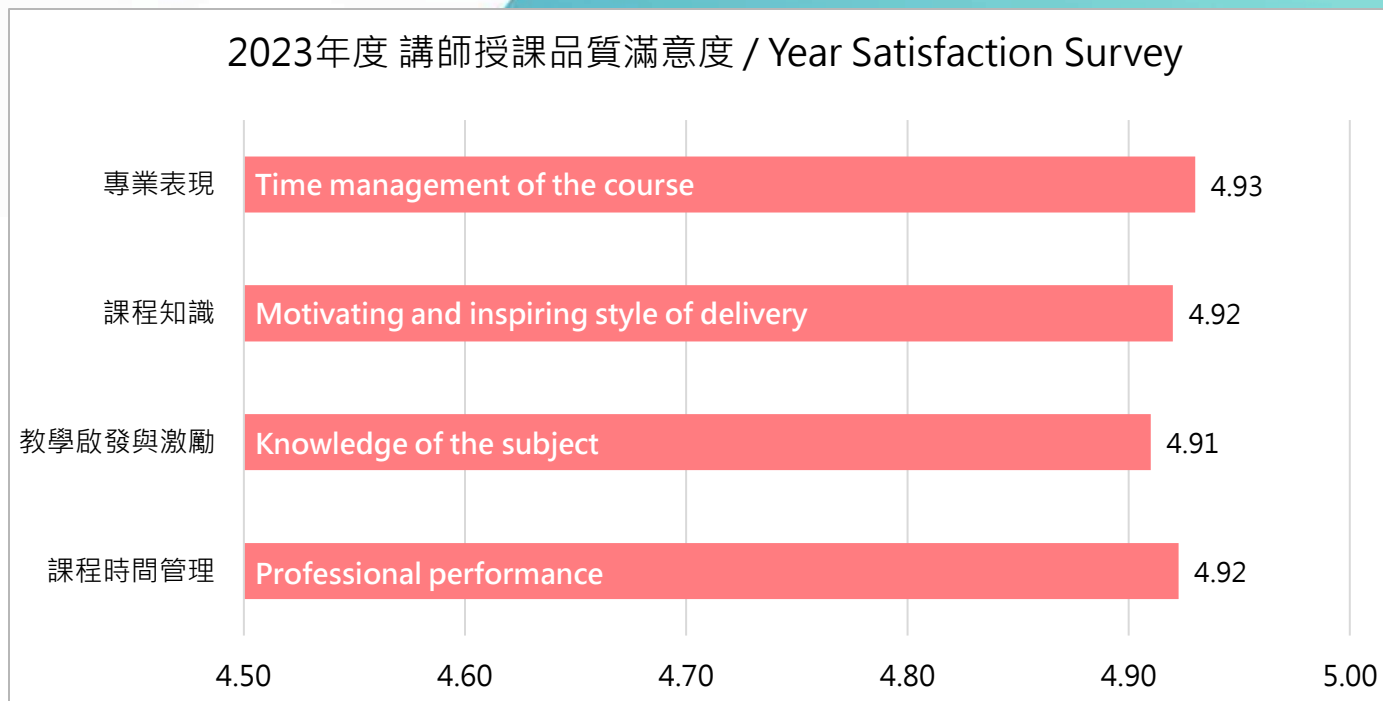 2023年度 講師授課品質滿意度 / Year Satisfaction Survey
專業表現 Time management of the course 4.93
課程知識 Motivating and inspiring style of delivery 4.92
教學啟發與激勵 Knowledge of the subject 4.91
課程時間管理 Professional performance 4.92
4.50 4.60 4.70 4.80 4.90 5.00